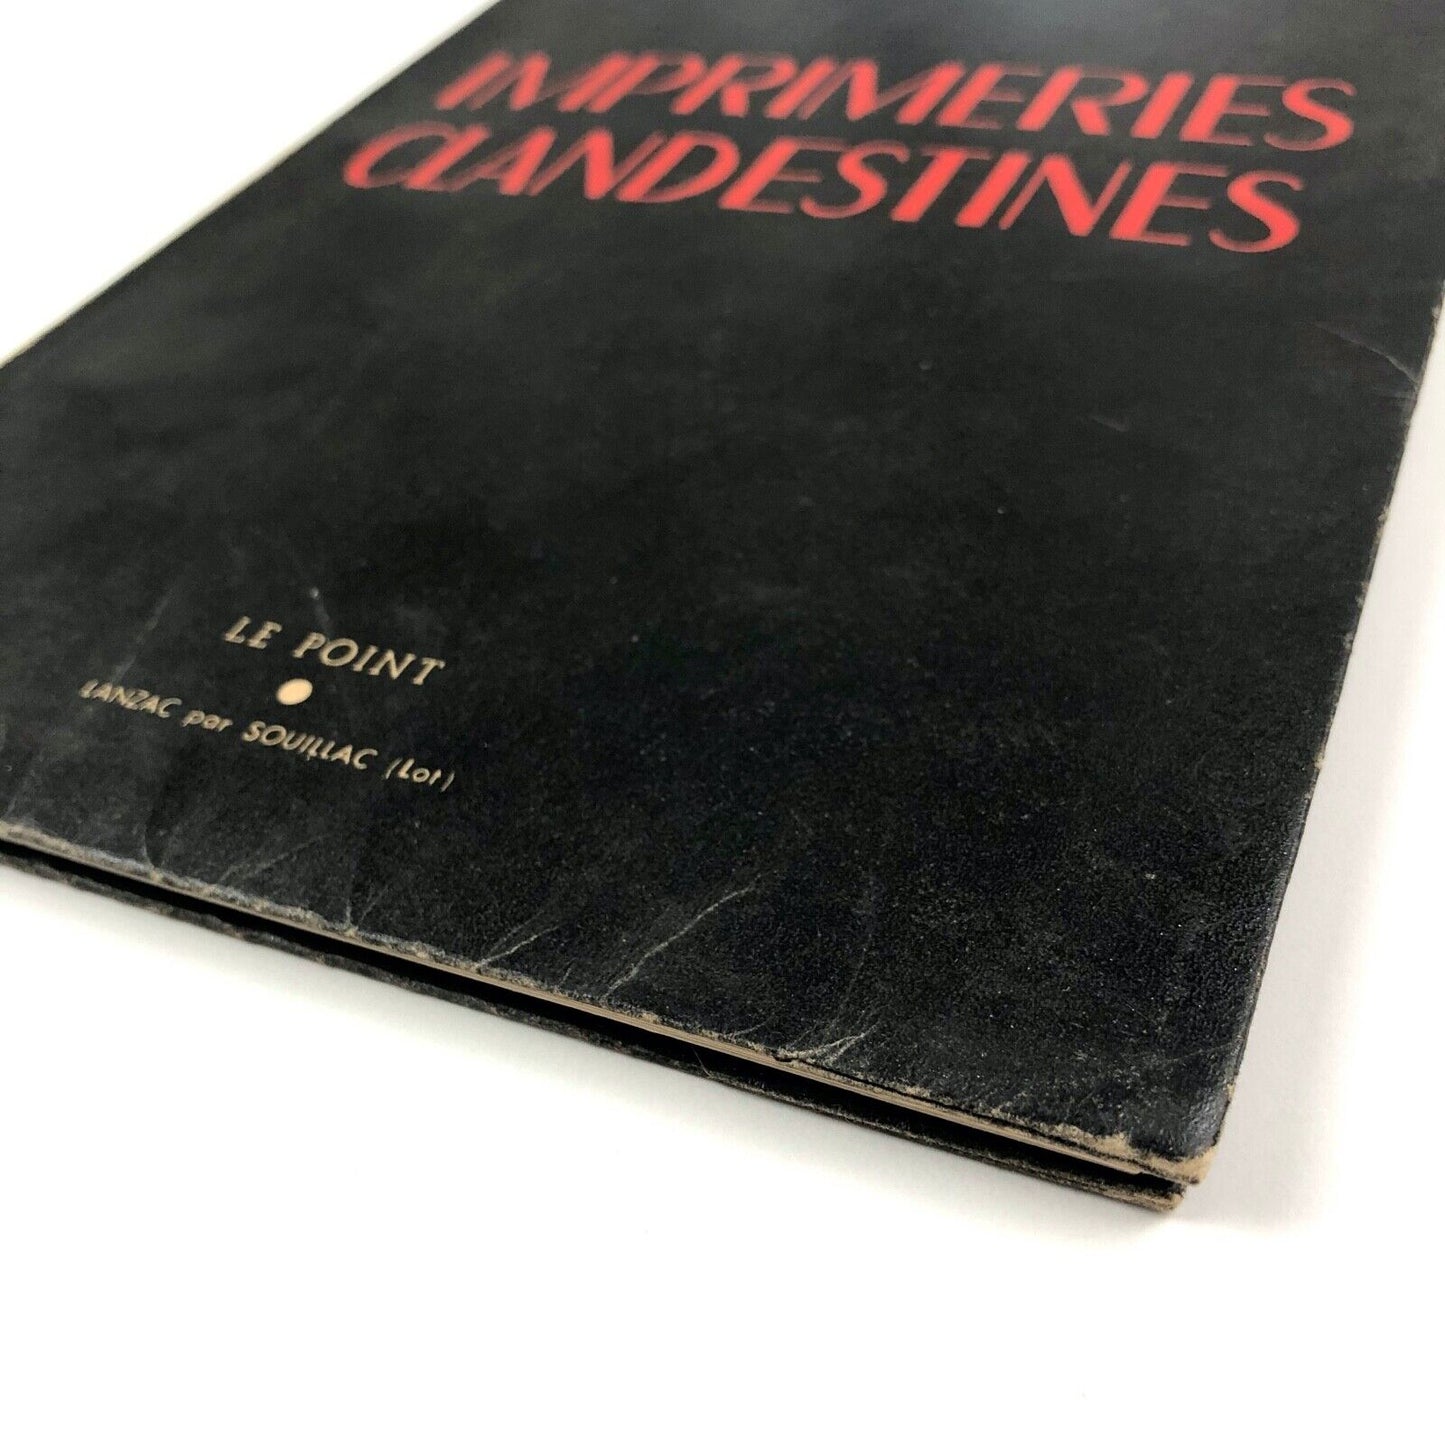 IMPRIMERIES
CLANDESTINES
LE POINT
LANZAC par SOUILLAC (Lot)